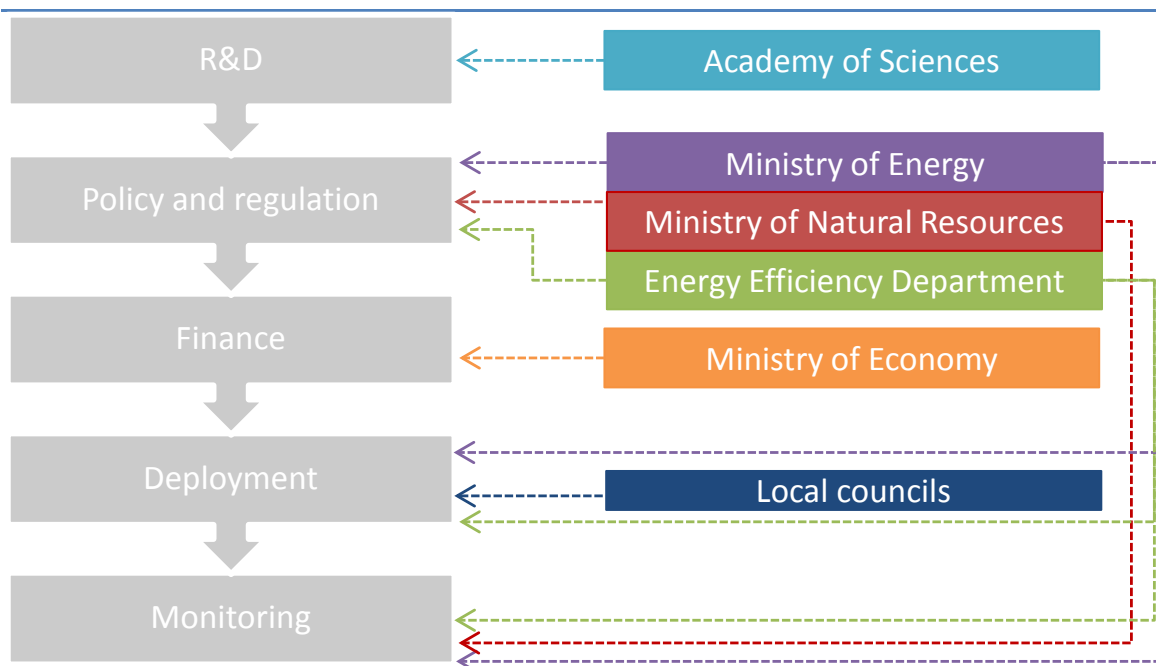 R&D
Academy of Sciences
Policy and regulation
Ministry of Energy
Ministry of Natural Resources
Energy Efficiency Department
Finance
Ministry of Economy
Deployment
Local councils
Monitoring